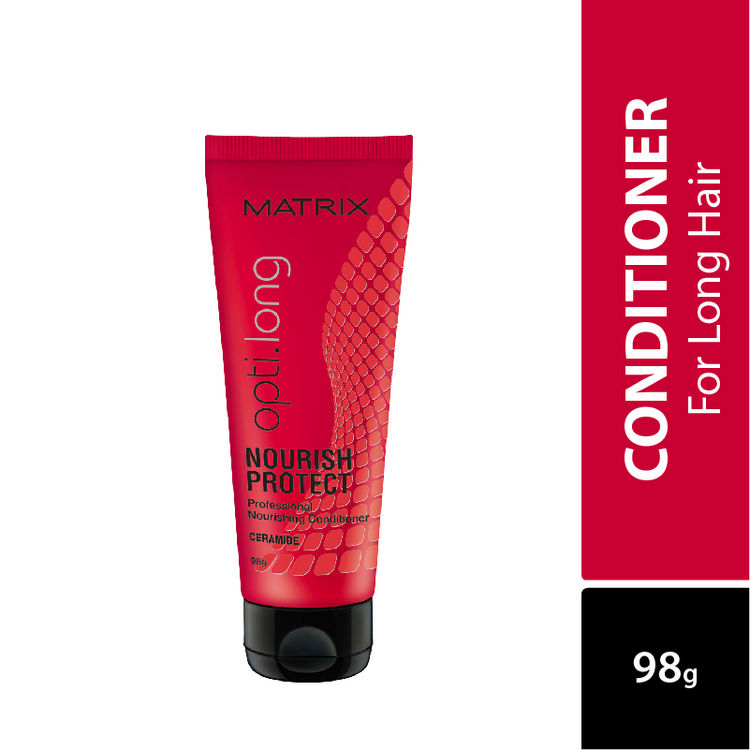 MATRIX
opti.long
NOURISH
PROTECT
Professional
Nourishing Conditioner
CERAMIDE
98g
CONDITIONER
For Long Hair
98g